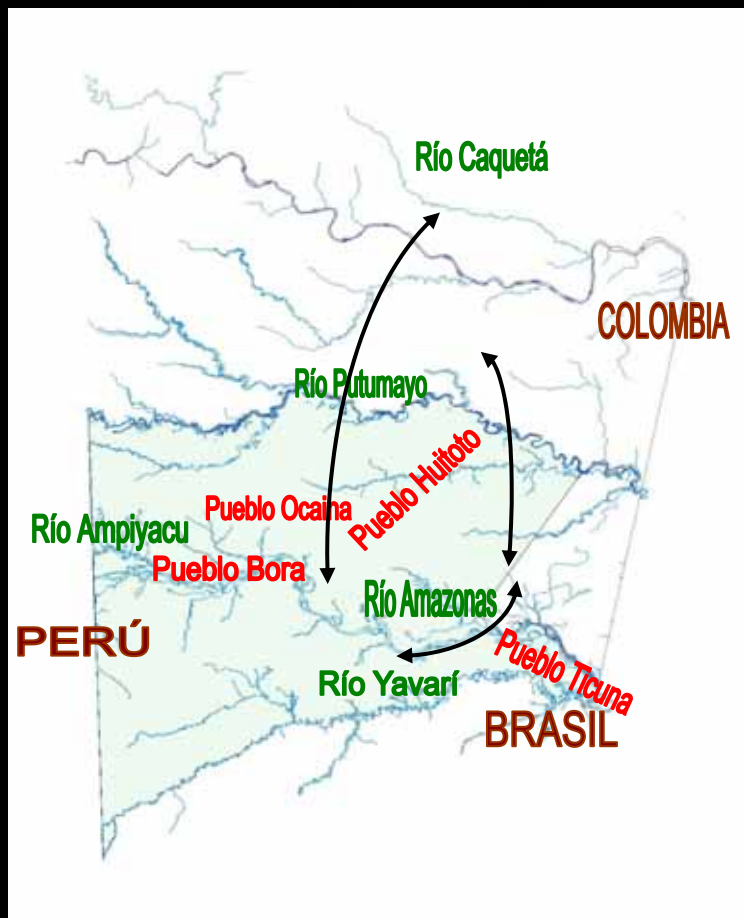 Río Caquetá
COLOMBIA
Río Putumayo
Pueblo Huitoto
Pueblo Ocaina
Río Ampiyacu
Pueblo Bora
Río Amazonas
PERÚ
Pueblo Ticuna
Río Yavarí
BRASIL